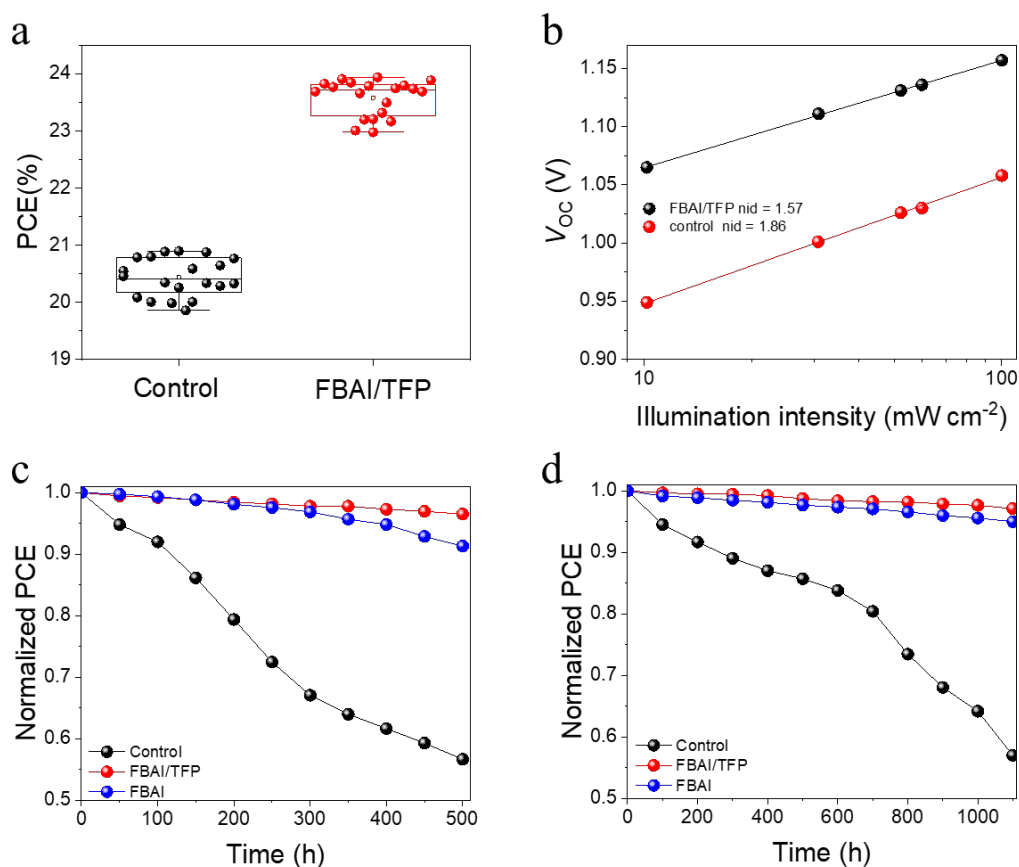 a
24
23
22
21
20
19
PCE(%)
Control
FBAI/TFP
b
1.15
1.10
1.05
1.00
0.95
0.90
V_OC (V)
FBAI/TFP nid = 1.57
control nid = 1.86
10
100
Illumination intensity (mW cm⁻²)
c
1.0
0.9
0.8
0.7
0.6
0.5
Normalized PCE
Control
FBAI/TFP
FBAI
0 100 200 300 400 500
Time (h)
d
1.0
0.9
0.8
0.7
0.6
0.5
Normalized PCE
Control
FBAI/TFP
FBAI
0 200 400 600 800 1000
Time (h)